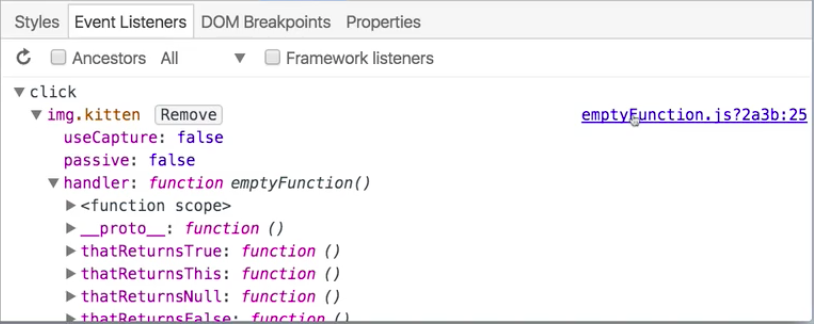 Styles Event Listeners DOM Breakpoints Properties
Ancestors All Framework listeners
click
img.kitten Remove emptyFunction.js?2a3b:25
useCapture: false
passive: false
handler: function emptyFunction()
<function scope>
__proto__: function ()
thatReturnsTrue: function ()
thatReturnsThis: function ()
thatReturnsNull: function ()
thatReturnsFalse: function ()